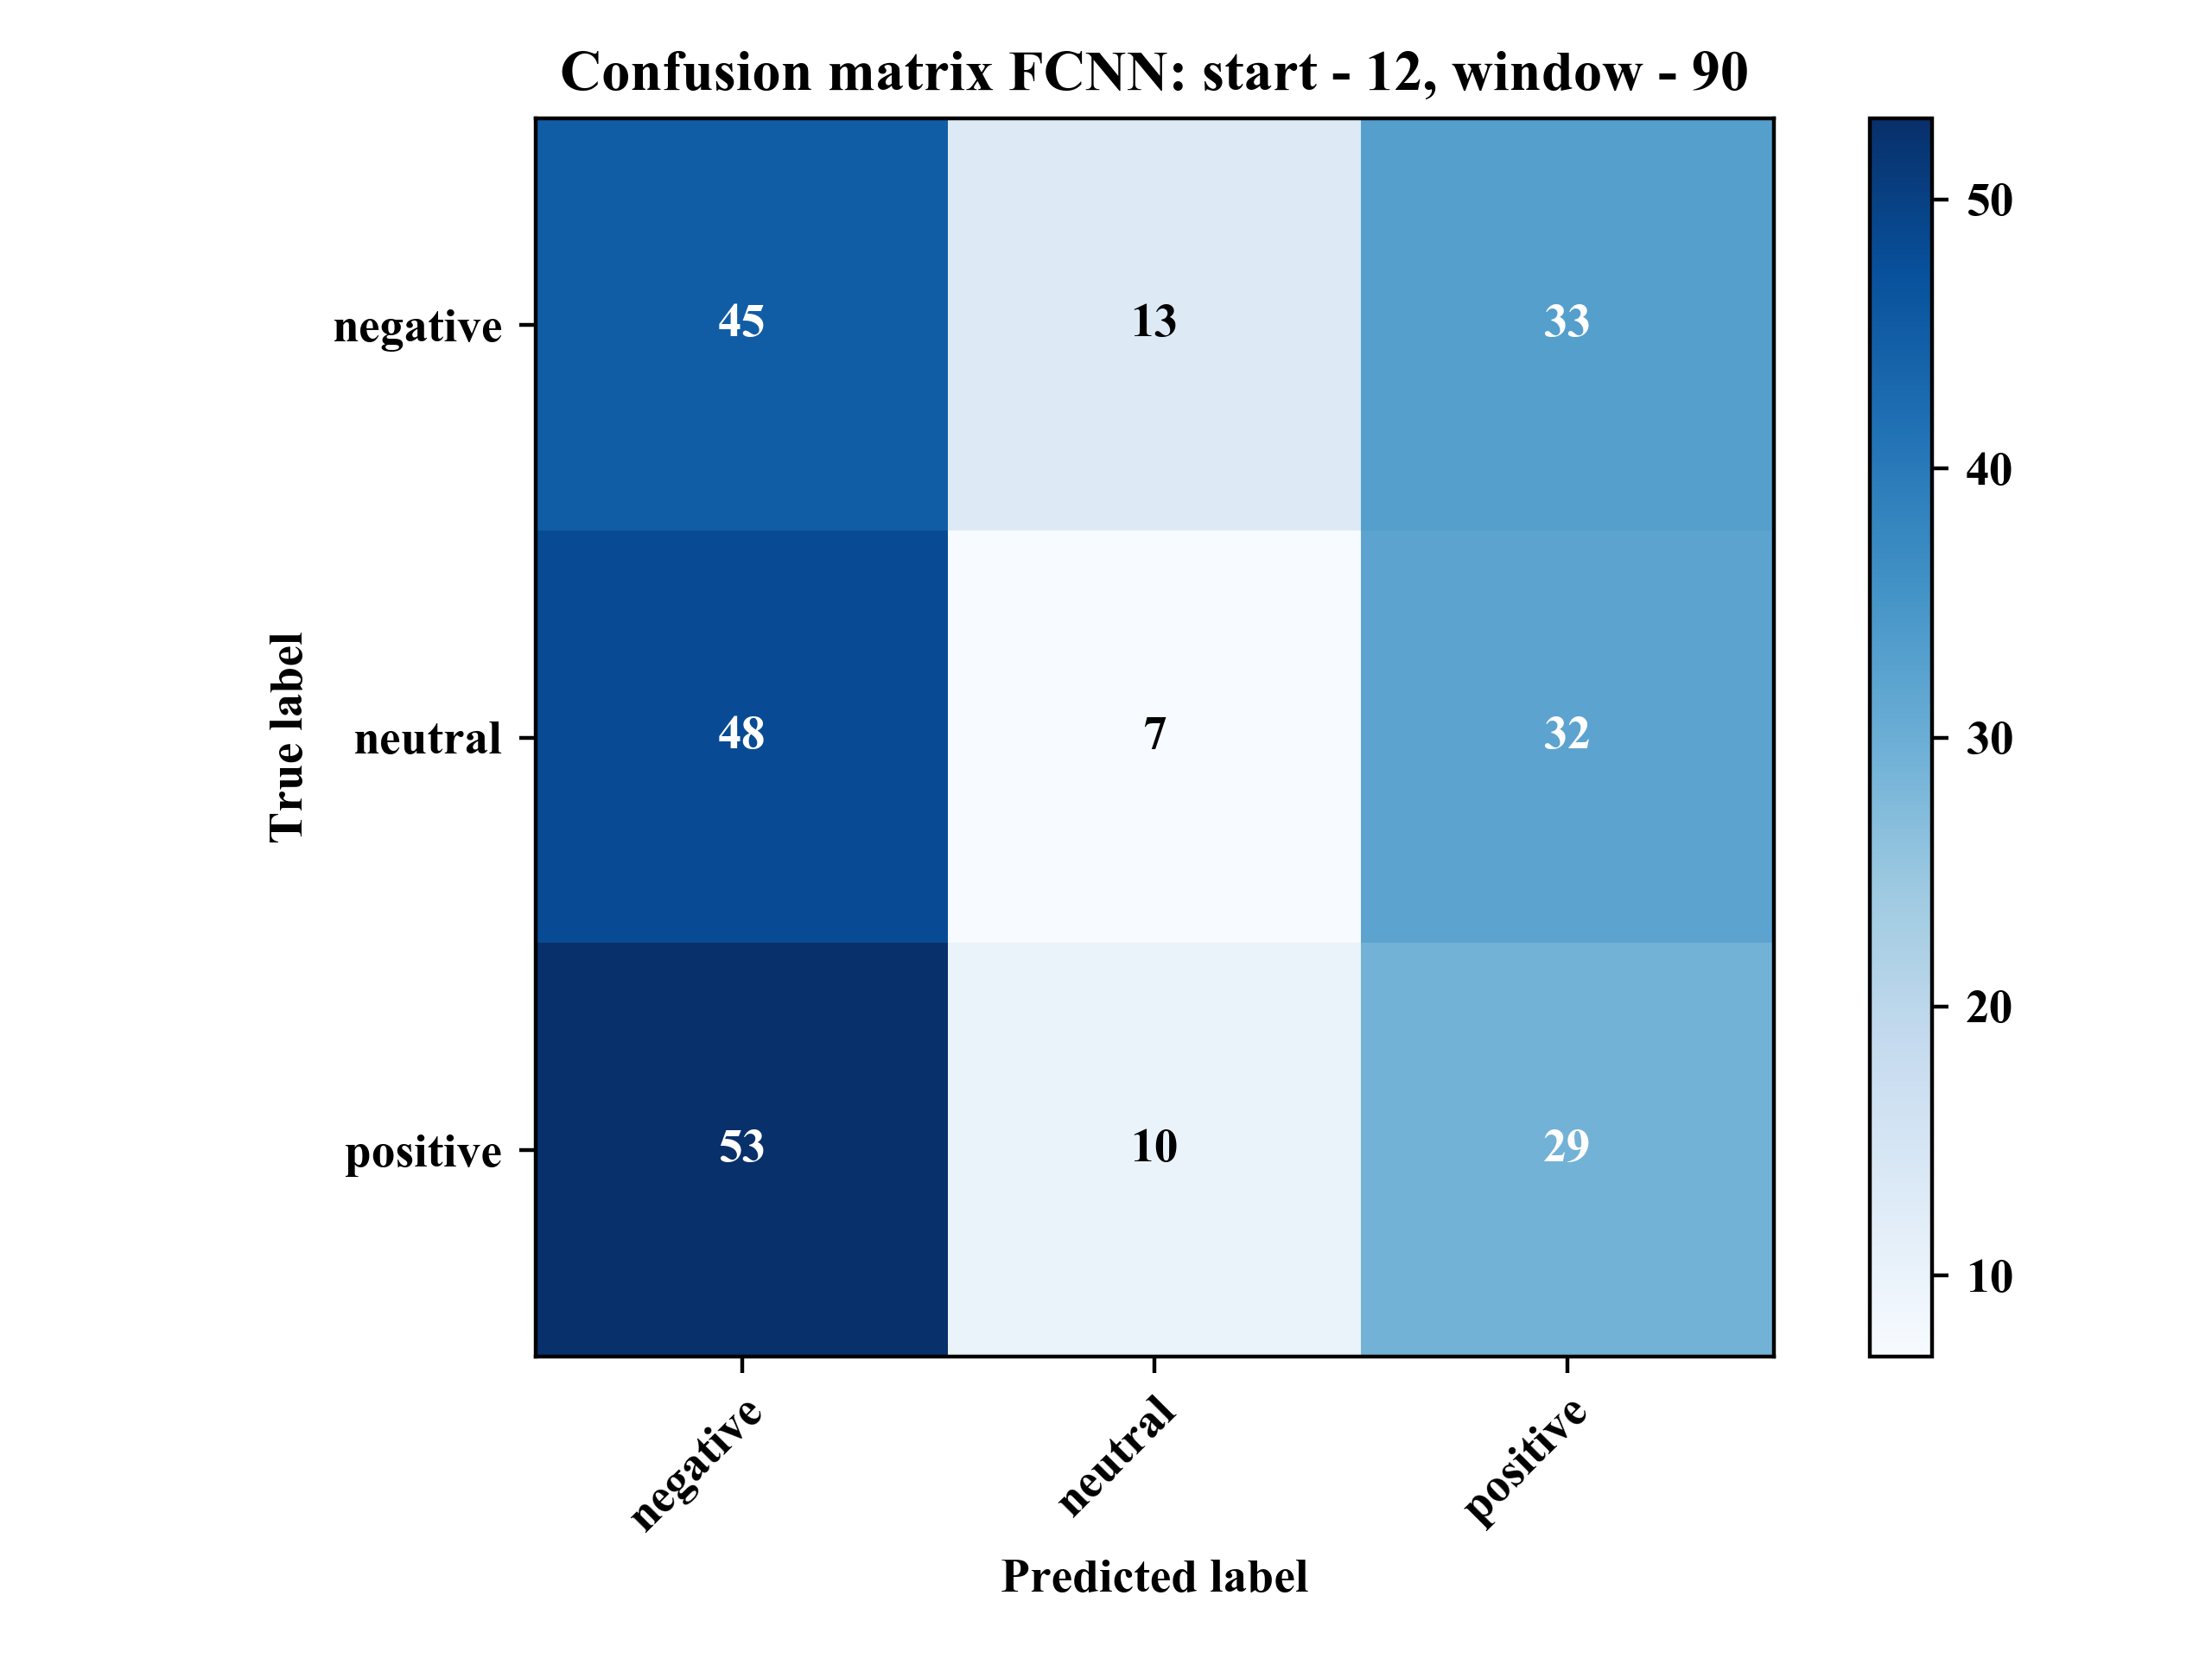 Confusion matrix FCNN: start - 12, window - 90
True label
negative
45
13
33
neutral
48
7
32
positive
53
10
29
negative
neutral
positive
Predicted label
50
40
30
20
10